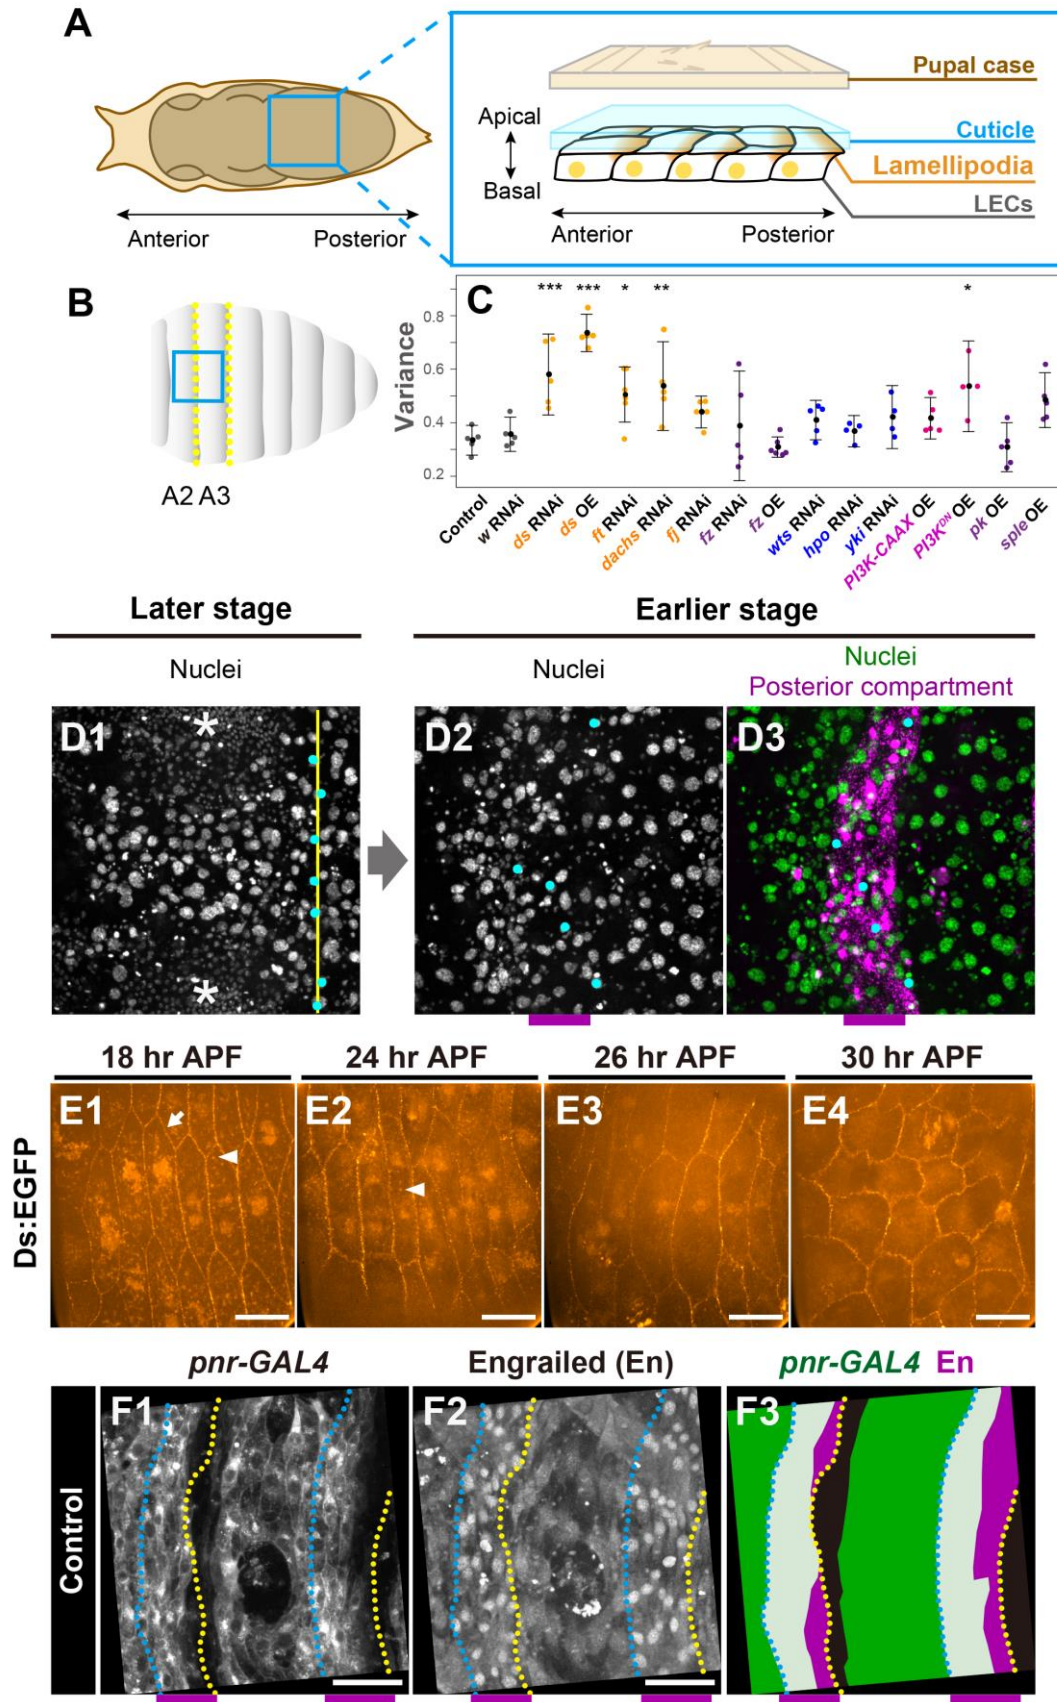 A
Pupal case
Apical
Cuticle
Lamellipodia
Basal
LECs
Anterior
Posterior
Anterior
Posterior
B
A2 A3
C
*** *** * ** *
Variance
0.8
0.6
0.4
0.2
Control
w RNAi
ds RNAi
ds OE
ft RNAi
dachs RNAi
fj RNAi
fz RNAi
fz OE
wts RNAi
hpo RNAi
yki RNAi
PI3K-CAAX OE
PI3K^DN OE
pk OE
sple OE
Later stage
Earlier stage
Nuclei
Nuclei
Nuclei
Posterior compartment
D1
*
*
D2
D3
18 hr APF
24 hr APF
26 hr APF
30 hr APF
Ds:EGFP
E1
E2
E3
E4
pnr-GAL4
Engrailed (En)
pnr-GAL4 En
Control
F1
F2
F3